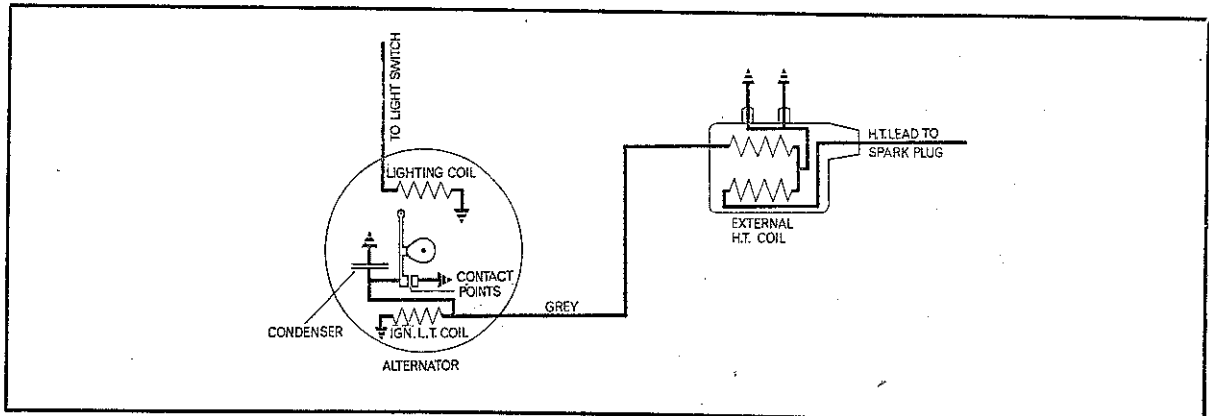 TO LIGHT SWITCH
LIGHTING COIL
CONTACT
POINTS
CONDENSER
IGN. L.T. COIL
ALTERNATOR
GREY
H.T. LEAD TO
SPARK PLUG
EXTERNAL
H.T. COIL